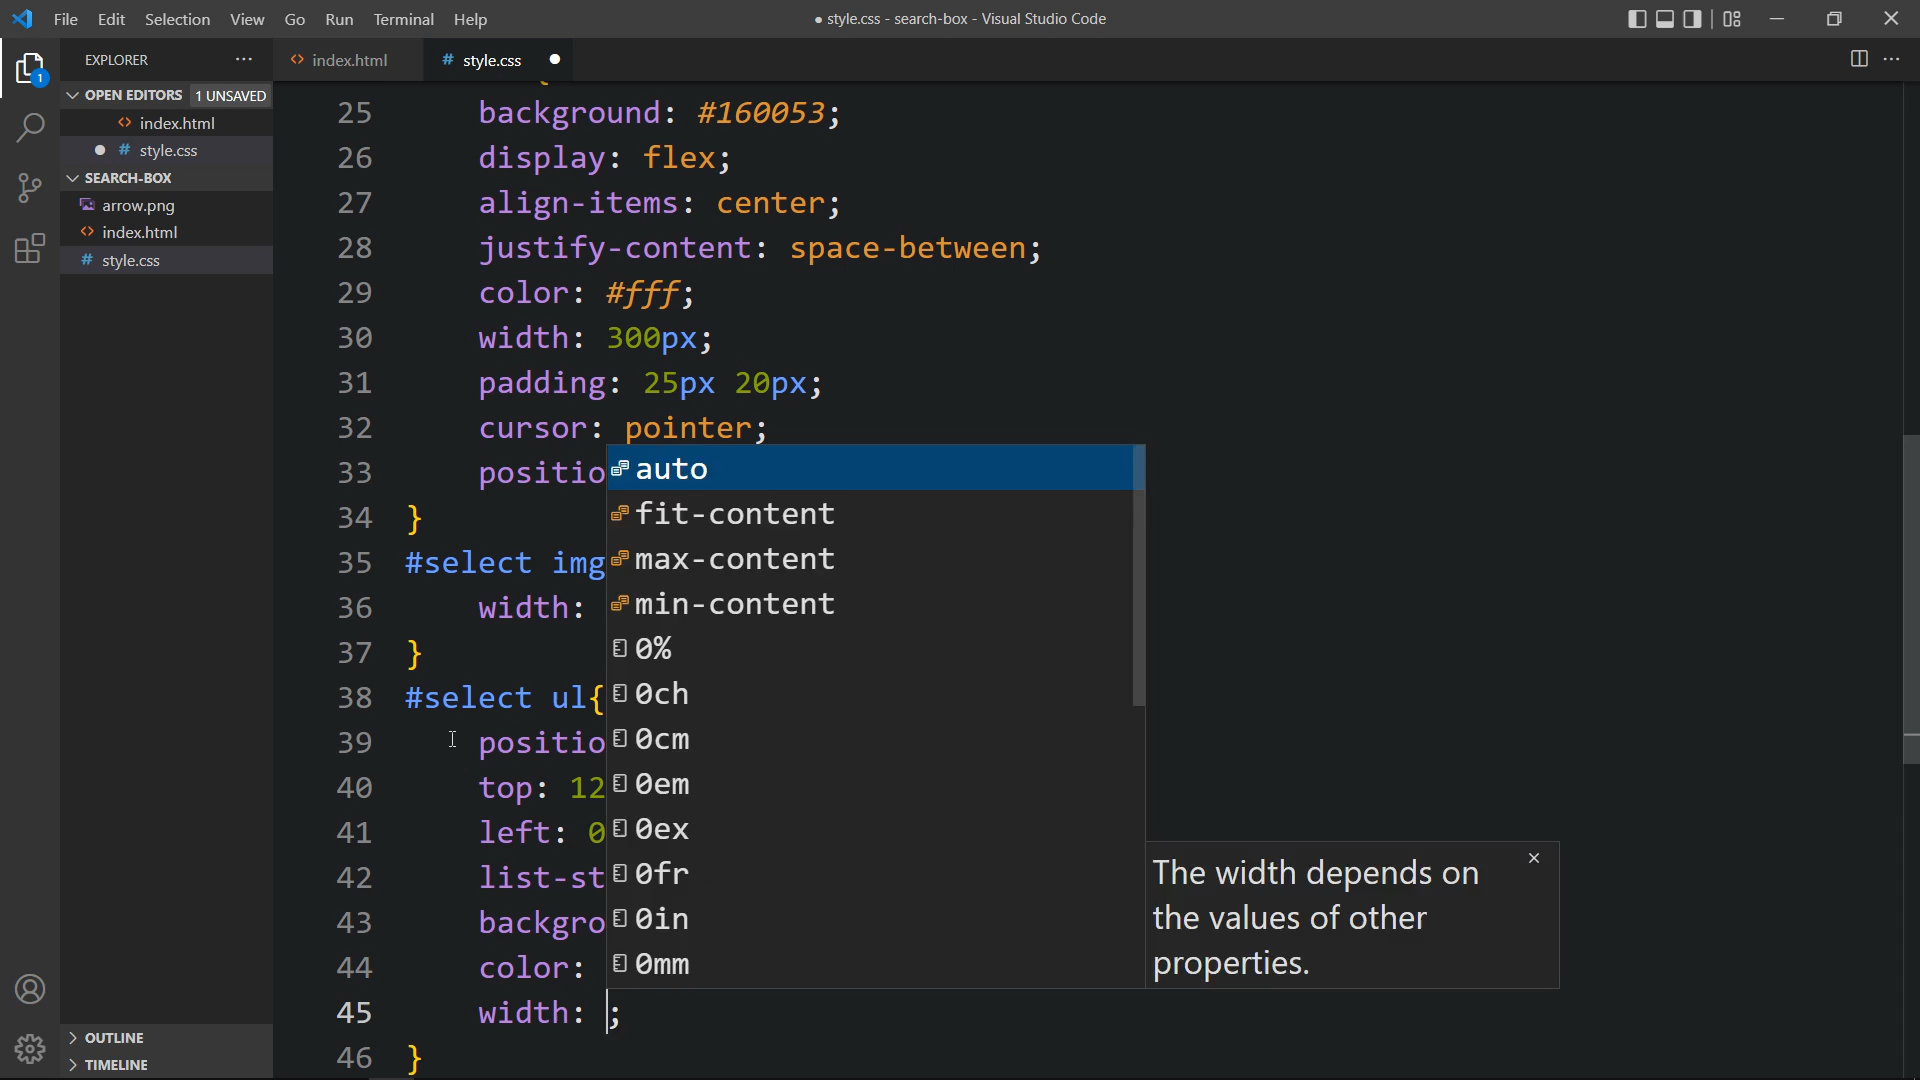 File Edit Selection View Go Run Terminal Help
● style.css - search-box - Visual Studio Code
EXPLORER ···
<> index.html
# style.css ●
1
OPEN EDITORS 1 UNSAVED
<> index.html
● # style.css
SEARCH-BOX
arrow.png
<> index.html
# style.css
OUTLINE
TIMELINE
25 background: #160053;
26 display: flex;
27 align-items: center;
28 justify-content: space-between;
29 color: #fff;
30 width: 300px;
31 padding: 25px 20px;
32 cursor: pointer;
33 positio
34 }
35 #select img
36 width:
37 }
38 #select ul{
39 positio
40 top: 12
41 left: 0
42 list-st
43 backgro
44 color:
45 width: ;
46 }
auto
fit-content
max-content
min-content
0%
0ch
0cm
0em
0ex
0fr
0in
0mm
The width depends on
the values of other
properties.